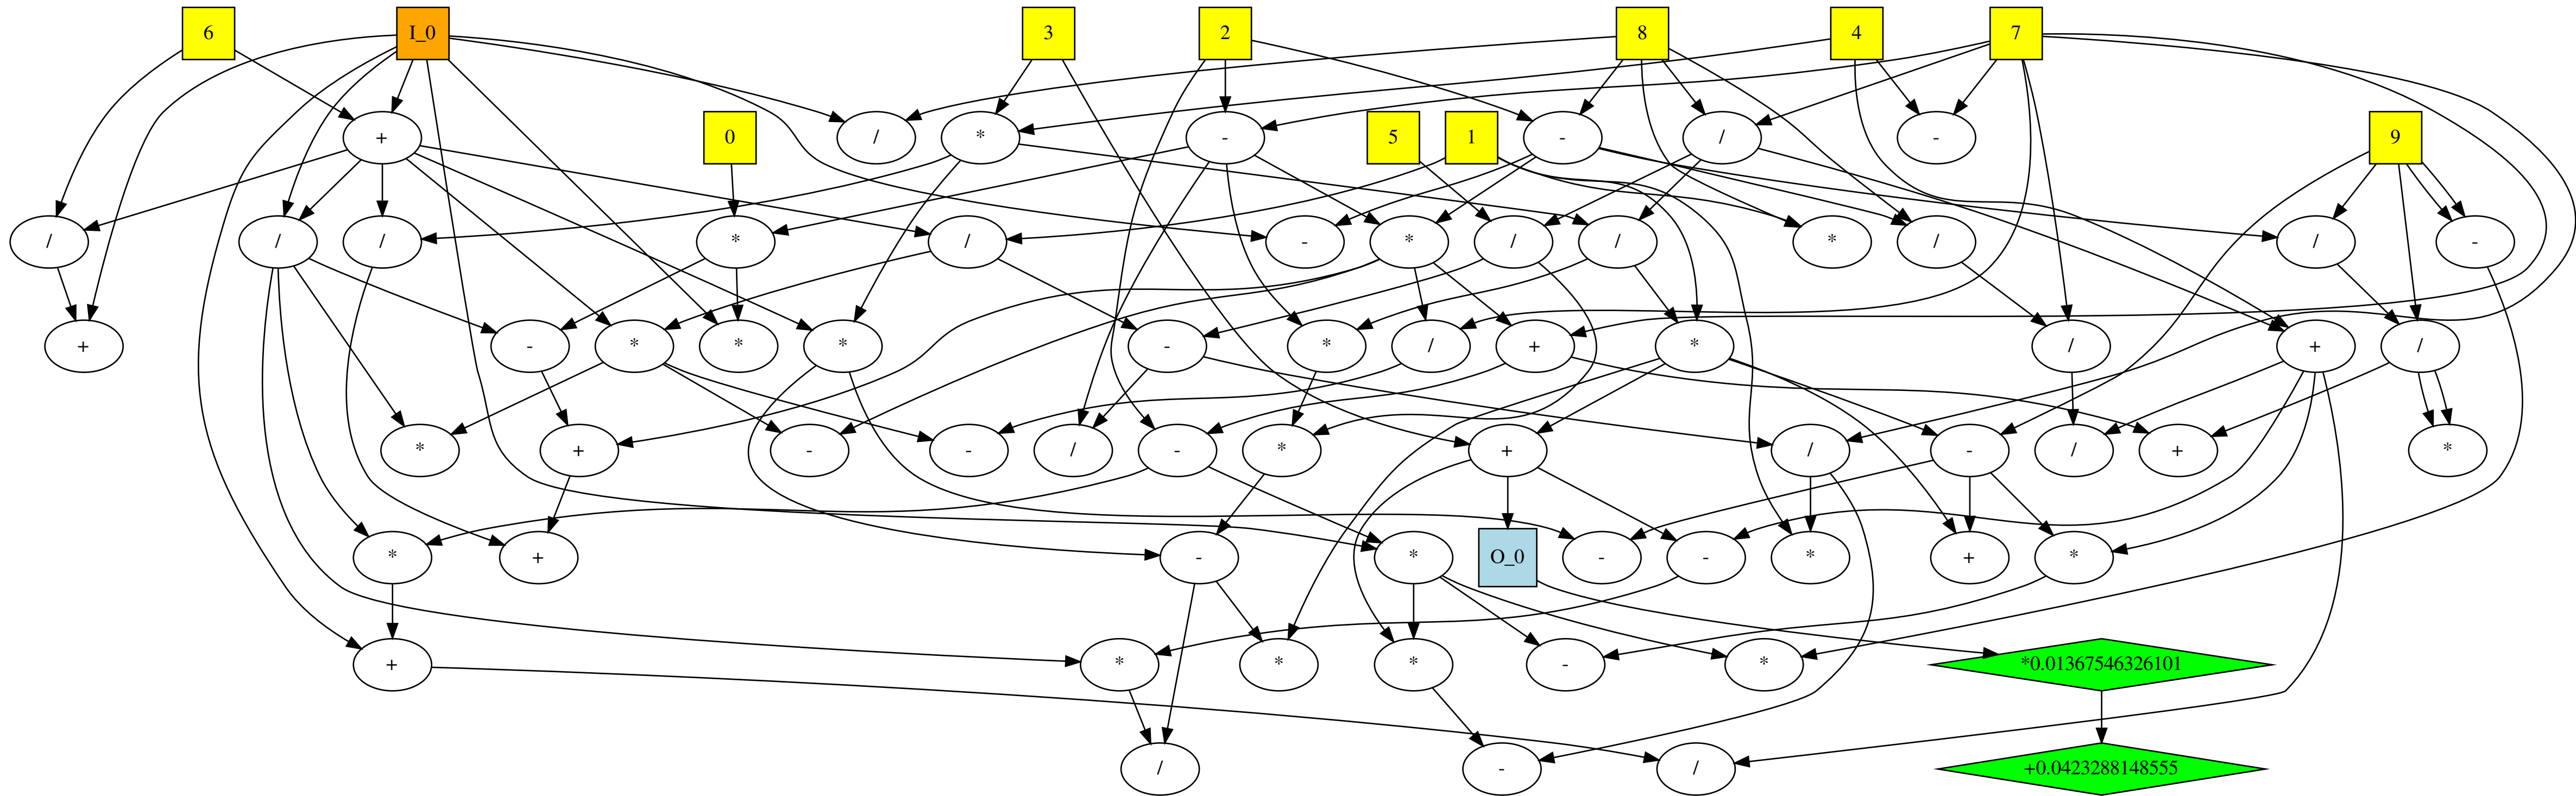 6 I_0 3 2 8 4 7
+ 0 / * - 5 1 - / - 9
/ / / * / - * / / * / / -
+ - * * * - * / + * / + /
* + - - / - * + / - / + *
* + - * O_0 - - * + *
+ * * * - * *0.01367546326101
/ - / +0.0423288148555